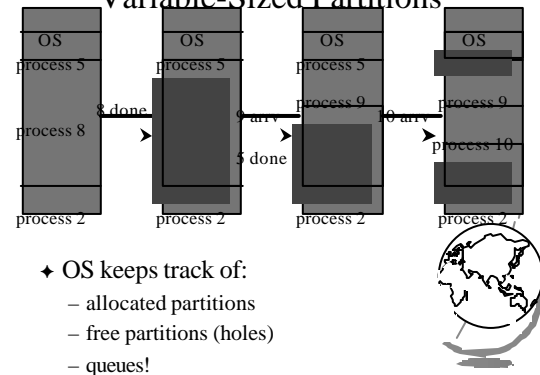 Variable-Sized Partitions
OS OS OS OS
process 5 process 5 process 5
8 done
process 9
9 arrv
10 arrv
process 9
process 8
process 10
5 done
process 2 process 2 process 2 process 2
OS keeps track of:
– allocated partitions
– free partitions (holes)
– queues!